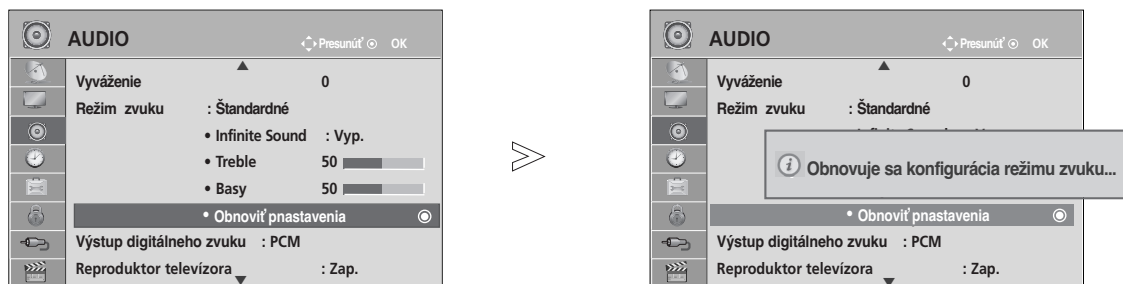 AUDIO Presunúť OK
Vyváženie 0
Režim zvuku : Štandardné
• Infinite Sound : Vyp.
• Treble 50
• Basy 50
• Obnoviť pnastavenia
Výstup digitálneho zvuku : PCM
Reproduktor televízora : Zap.
AUDIO Presunúť OK
Vyváženie 0
Režim zvuku : Štandardné
i Obnovuje sa konfigurácia režimu zvuku...
• Obnoviť pnastavenia
Výstup digitálneho zvuku : PCM
Reproduktor televízora : Zap.